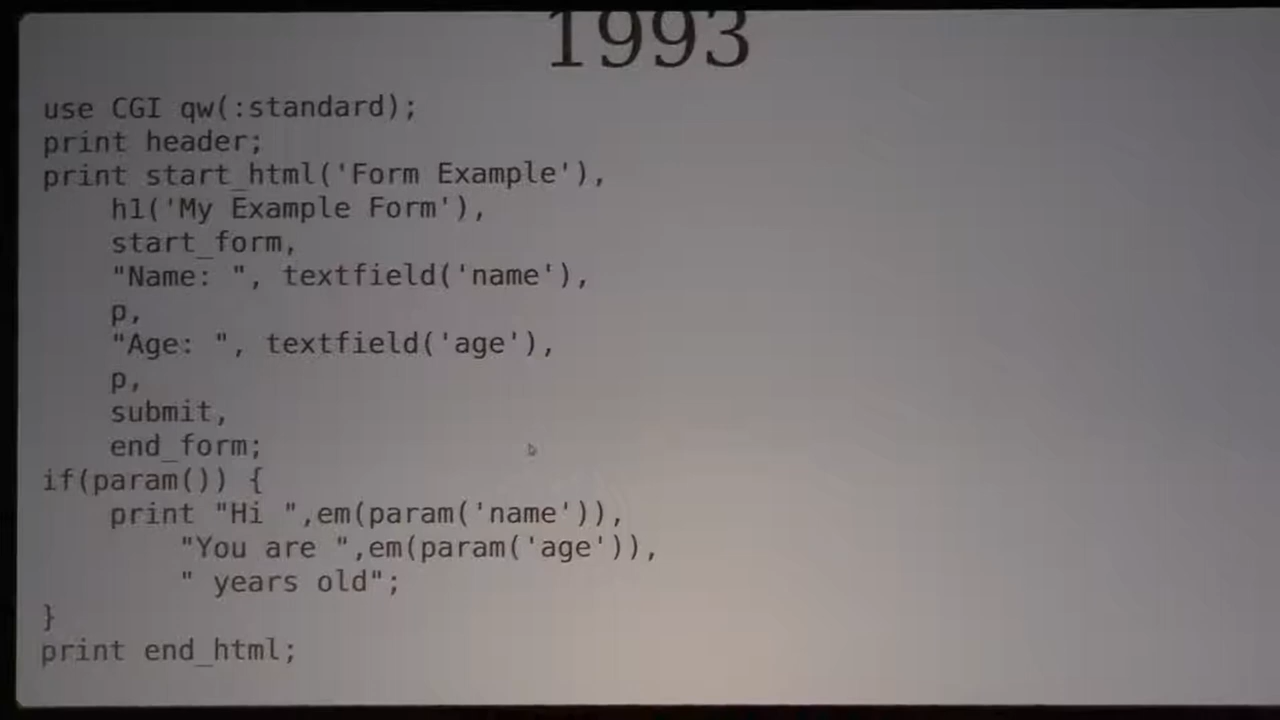 1993
use CGI qw(:standard);
print header;
print start_html('Form Example'),
    h1('My Example Form'),
    start_form,
    "Name: ", textfield('name'),
    p,
    "Age: ", textfield('age'),
    p,
    submit,
    end_form;
if(param()) {
    print "Hi ",em(param('name')),
        "You are ",em(param('age')),
        " years old";
}
print end_html;